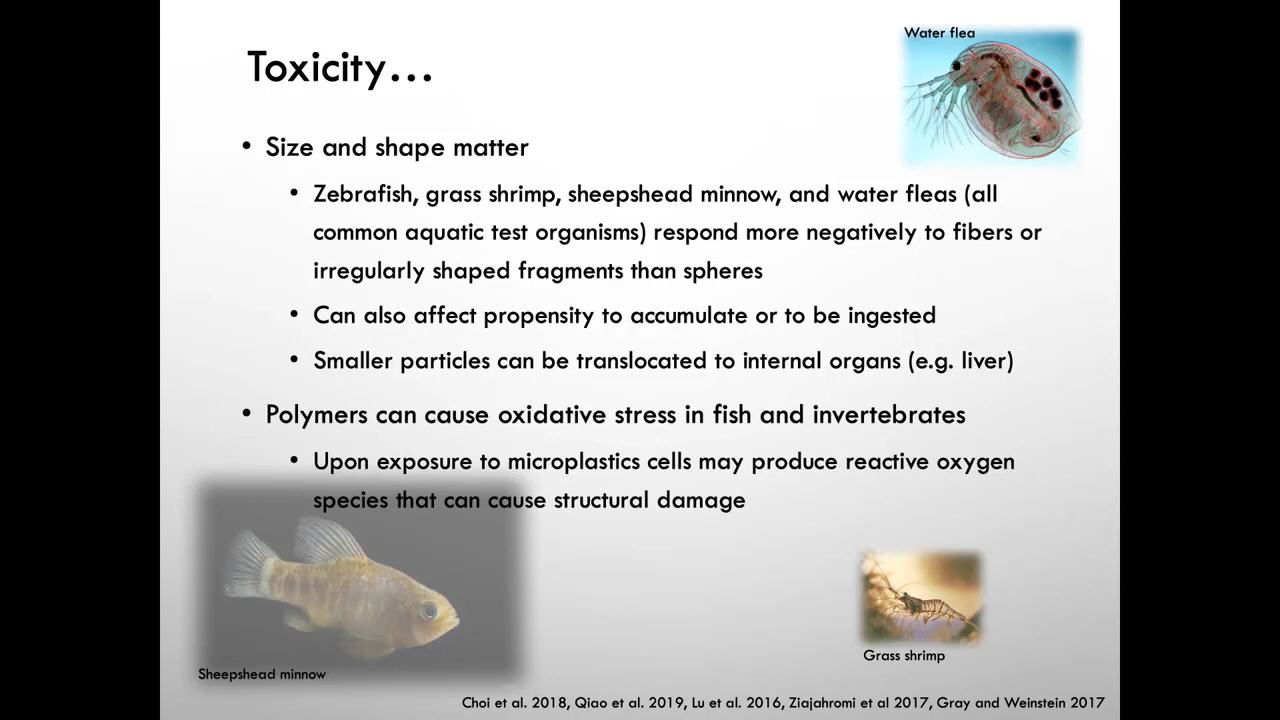 Water flea
Toxicity…
• Size and shape matter
• Zebrafish, grass shrimp, sheepshead minnow, and water fleas (all
common aquatic test organisms) respond more negatively to fibers or
irregularly shaped fragments than spheres
• Can also affect propensity to accumulate or to be ingested
• Smaller particles can be translocated to internal organs (e.g. liver)
• Polymers can cause oxidative stress in fish and invertebrates
• Upon exposure to microplastics cells may produce reactive oxygen
species that can cause structural damage
Grass shrimp
Sheepshead minnow
Choi et al. 2018, Qiao et al. 2019, Lu et al. 2016, Ziajahromi et al 2017, Gray and Weinstein 2017